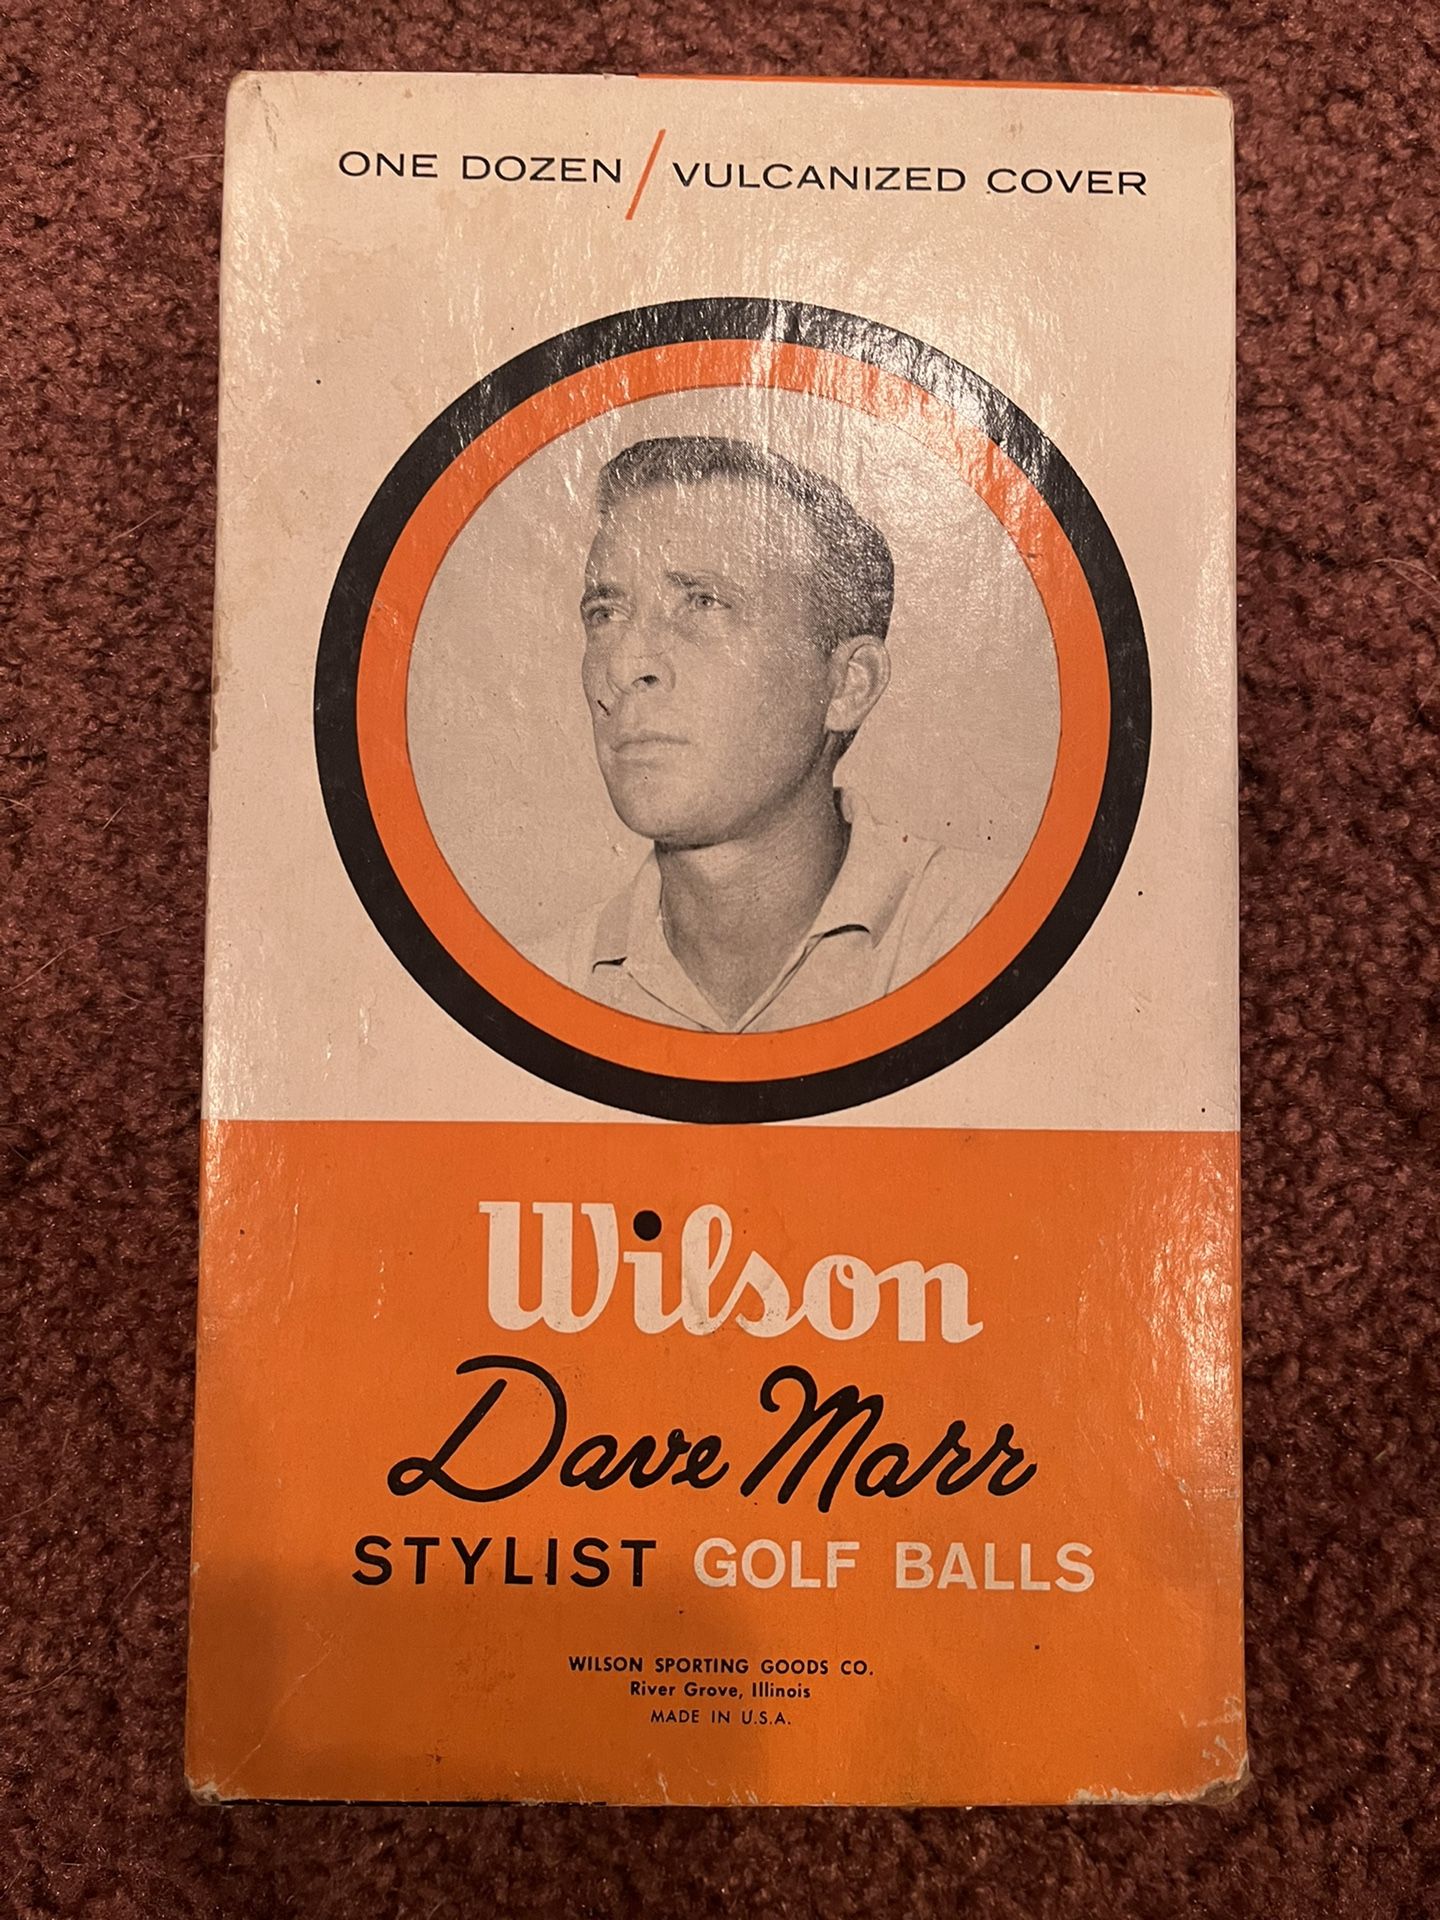 ONE DOZEN / VULCANIZED COVER
Wilson
Dave Marr
STYLIST GOLF BALLS
WILSON SPORTING GOODS CO.
River Grove, Illinois
MADE IN U.S.A.